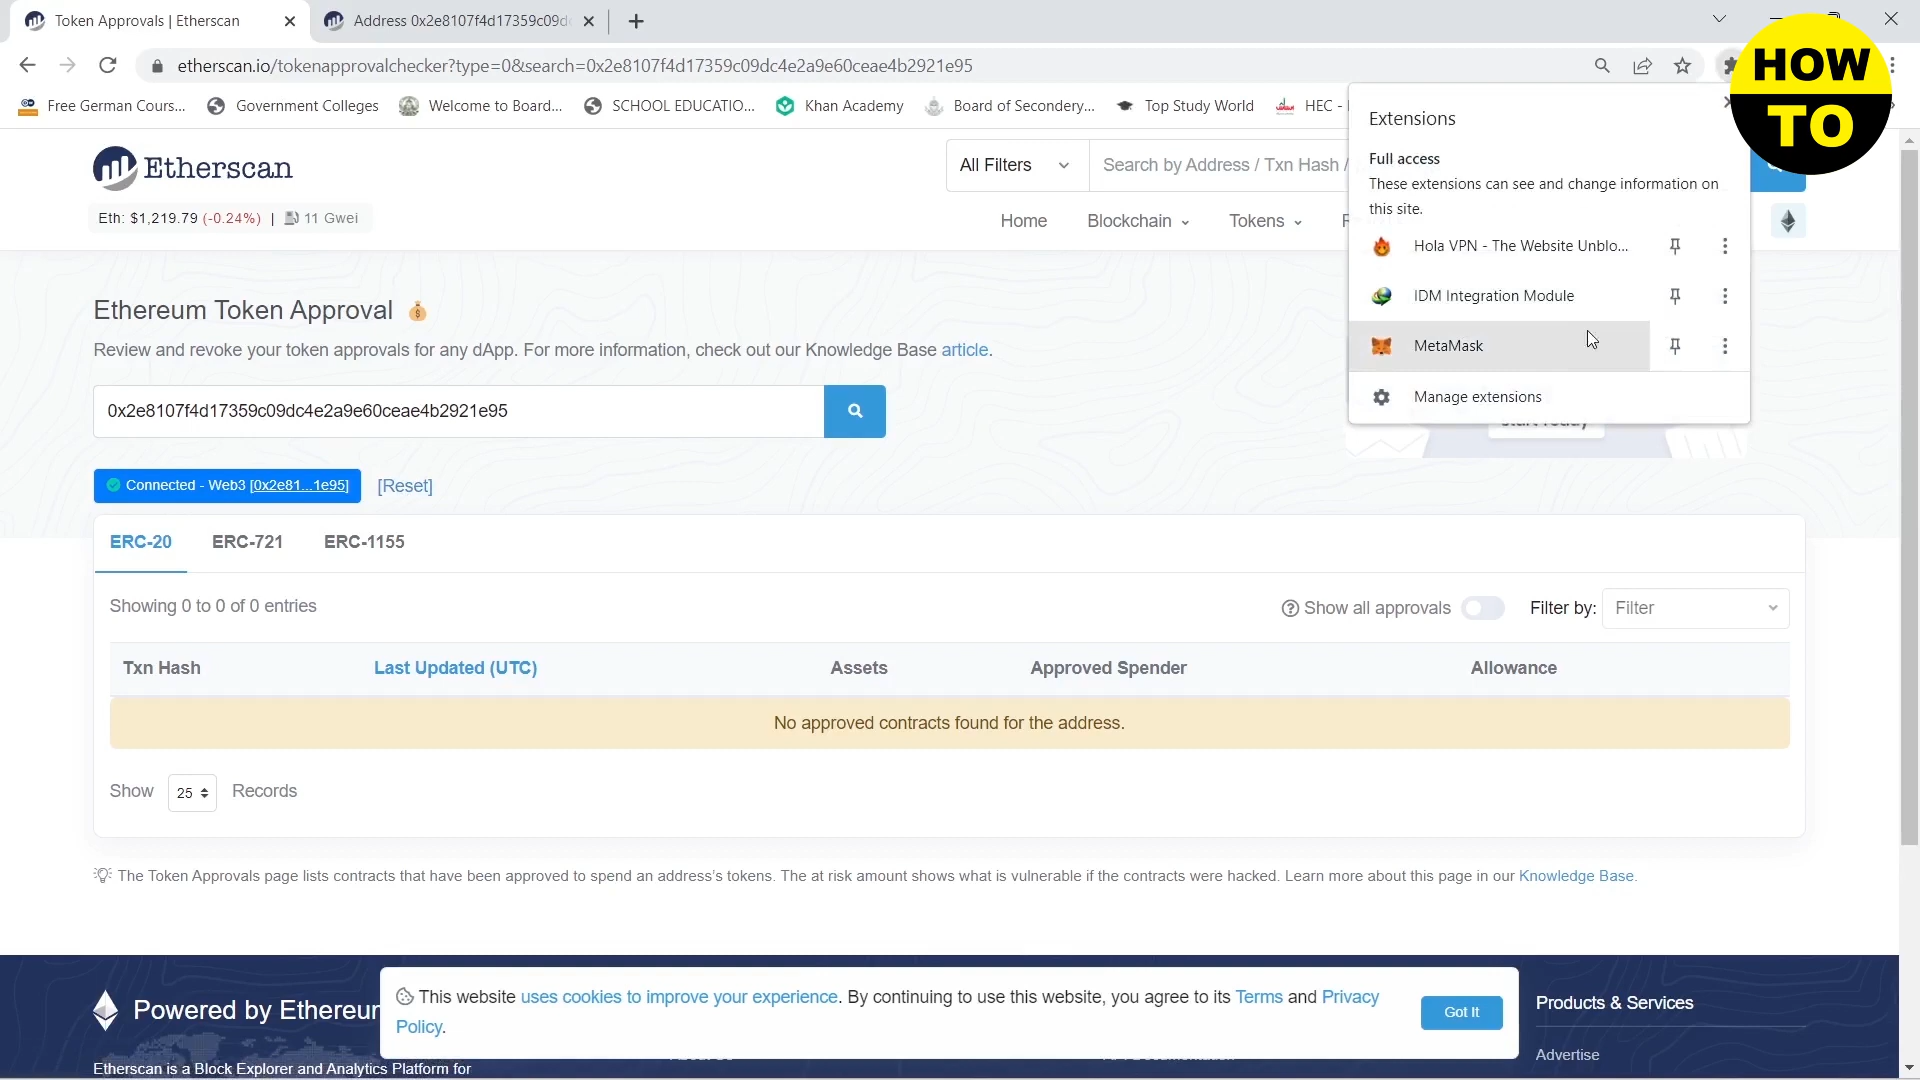 Token Approvals | Etherscan
Address 0x2e8107f4d17359c09d
etherscan.io/tokenapprovalchecker?type=0&search=0x2e8107f4d17359c09dc4e2a9e60ceae4b2921e95
HOW
TO
Free German Cours...
Government Colleges
Welcome to Board...
SCHOOL EDUCATIO...
Khan Academy
Board of Secondery...
Top Study World
HEC -
Extensions
Full access
These extensions can see and change information on
this site.
Hola VPN - The Website Unblo...
IDM Integration Module
MetaMask
Manage extensions
Etherscan
All Filters
Search by Address / Txn Hash /
Eth: $1,219.79 (-0.24%) | 11 Gwei
Home
Blockchain
Tokens
Ethereum Token Approval
Review and revoke your token approvals for any dApp. For more information, check out our Knowledge Base article.
0x2e8107f4d17359c09dc4e2a9e60ceae4b2921e95
Connected - Web3 [0x2e81...1e95]
[Reset]
ERC-20
ERC-721
ERC-1155
Showing 0 to 0 of 0 entries
Show all approvals
Filter by:
Filter
Txn Hash
Last Updated (UTC)
Assets
Approved Spender
Allowance
No approved contracts found for the address.
Show
25
Records
The Token Approvals page lists contracts that have been approved to spend an address's tokens. The at risk amount shows what is vulnerable if the contracts were hacked. Learn more about this page in our Knowledge Base.
Powered by Ethereu
This website uses cookies to improve your experience. By continuing to use this website, you agree to its Terms and Privacy
Policy.
Got It
Products & Services
Advertise
Etherscan is a Block Explorer and Analytics Platform for